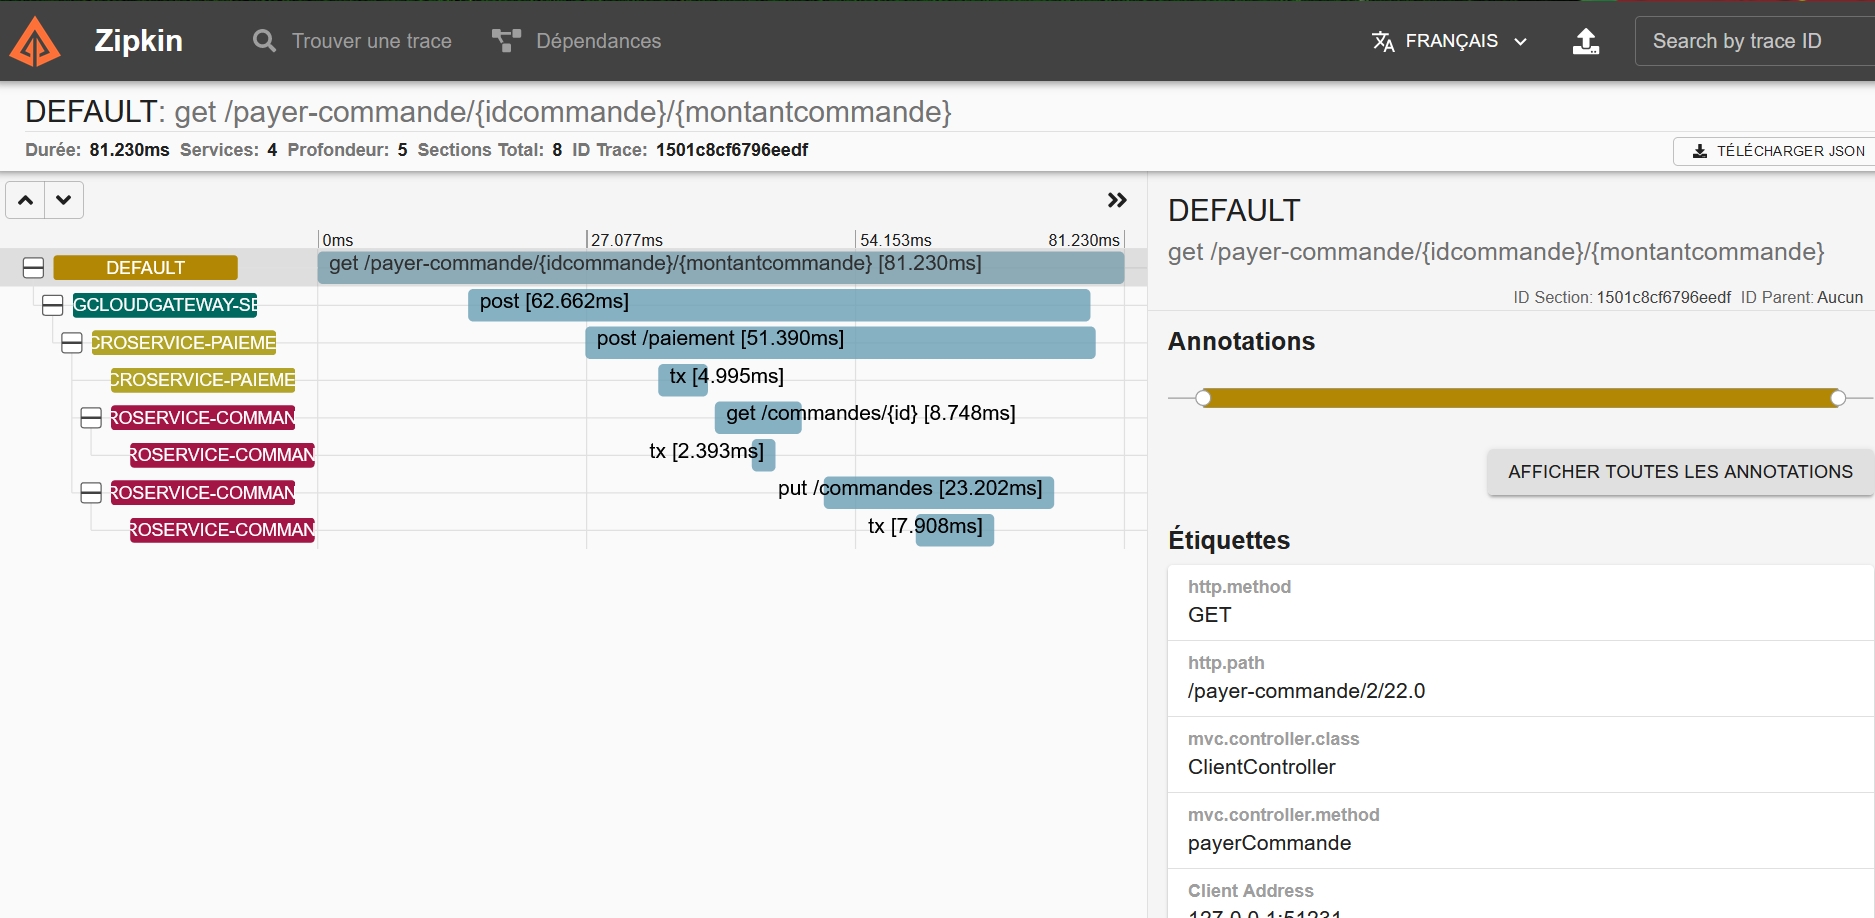 Zipkin
Trouver une trace
Dépendances
FRANÇAIS
Search by trace ID
DEFAULT: get /payer-commande/{idcommande}/{montantcommande}
Durée: 81.230ms Services: 4 Profondeur: 5 Sections Total: 8 ID Trace: 1501c8cf6796eedf
TÉLÉCHARGER JSON
0ms
27.077ms
54.153ms
81.230ms
DEFAULT
get /payer-commande/{idcommande}/{montantcommande} [81.230ms]
GCLOUDGATEWAY-SE
post [62.662ms]
CROSERVICE-PAIEME
post /paiement [51.390ms]
CROSERVICE-PAIEME
tx [4.995ms]
ROSERVICE-COMMAN
get /commandes/{id} [8.748ms]
ROSERVICE-COMMAN
tx [2.393ms]
ROSERVICE-COMMAN
put /commandes [23.202ms]
ROSERVICE-COMMAN
tx [7.908ms]
DEFAULT
get /payer-commande/{idcommande}/{montantcommande}
ID Section: 1501c8cf6796eedf ID Parent: Aucun
Annotations
AFFICHER TOUTES LES ANNOTATIONS
Étiquettes
http.method
GET
http.path
/payer-commande/2/22.0
mvc.controller.class
ClientController
mvc.controller.method
payerCommande
Client Address
127.0.0.1:51231